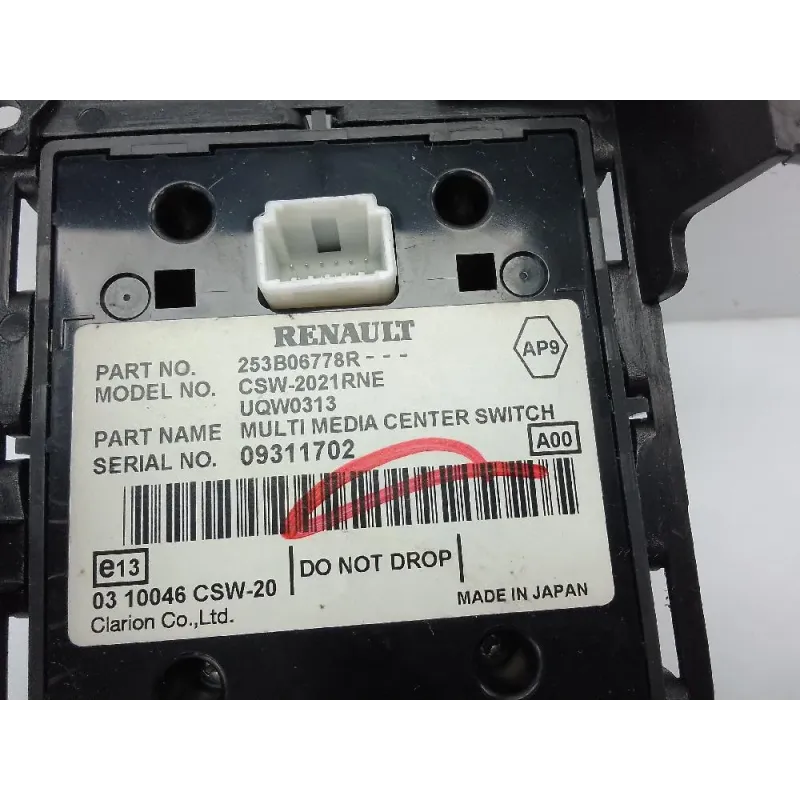 RENAULT
PART NO. 253B06778R---
MODEL NO. CSW-2021RNE
UQW0313
AP9
PART NAME MULTI MEDIA CENTER SWITCH
SERIAL NO. 09311702
A00
e13
03 10046 CSW-20
DO NOT DROP
Clarion Co.,Ltd.
MADE IN JAPAN